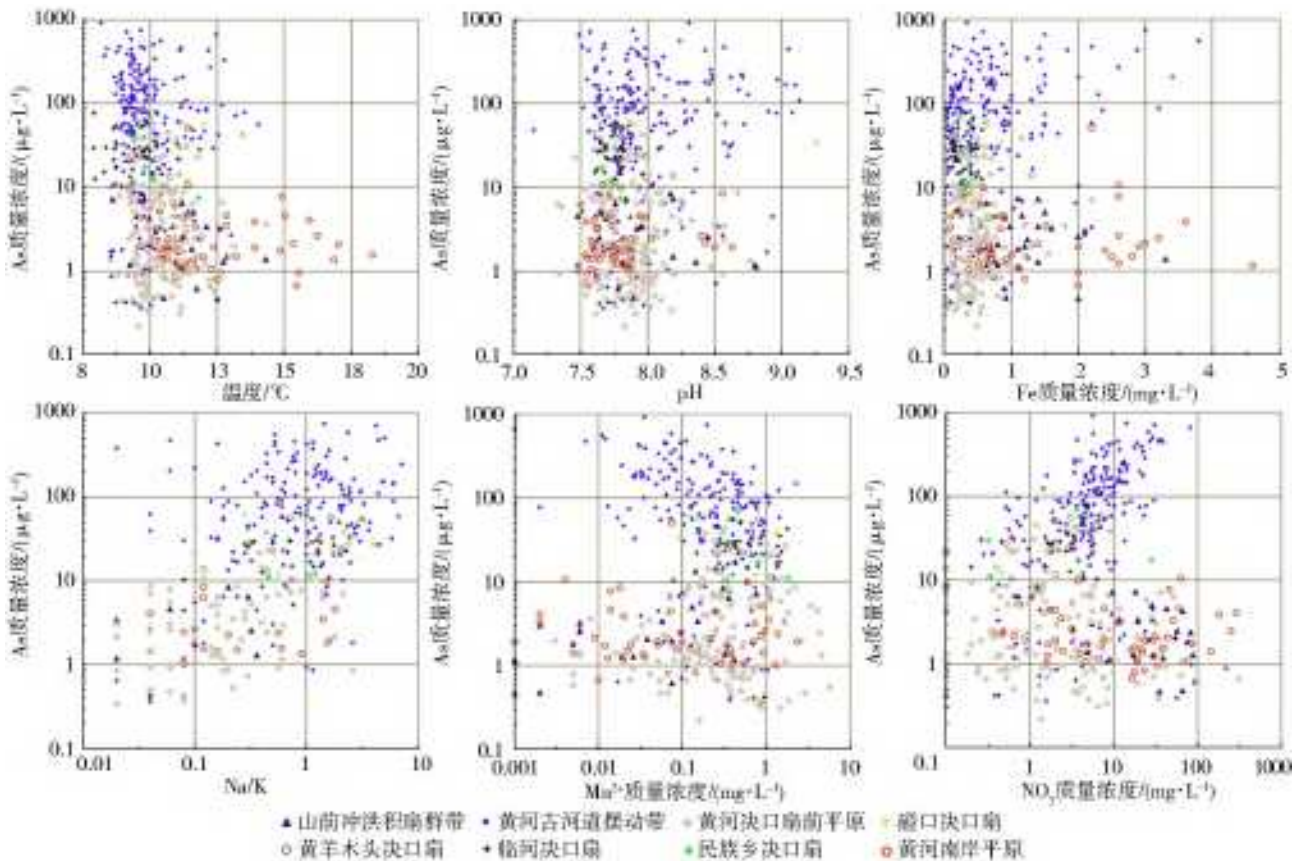 1000 1000 1000
100 100 100
10 10 10
1 1 1
0.1 0.1 0.1
As质量浓度/(μg·L⁻¹) As质量浓度/(μg·L⁻¹) As质量浓度/(μg·L⁻¹)
8 10 13 15 18 20 7.0 7.5 8.0 8.5 9.0 9.5 0 1 2 3 4 5
温度/℃ pH Fe质量浓度/(mg·L⁻¹)
1000 1000 1000
100 100 100
10 10 10
1 1 1
0.1 0.1 0.1
As质量浓度/(μg·L⁻¹) As质量浓度/(μg·L⁻¹) As质量浓度/(μg·L⁻¹)
0.01 0.1 1 10 0.001 0.01 0.1 1 10 0.1 1 10 100 1000
Na/K Mn²⁺质量浓度/(mg·L⁻¹) NO₃质量浓度/(mg·L⁻¹)
山前冲洪积扇群带 黄河古河道摆动带 黄河决口扇前平原 磴口决口扇
黄羊木头决口扇 临河决口扇 民族乡决口扇 黄河南岸平原